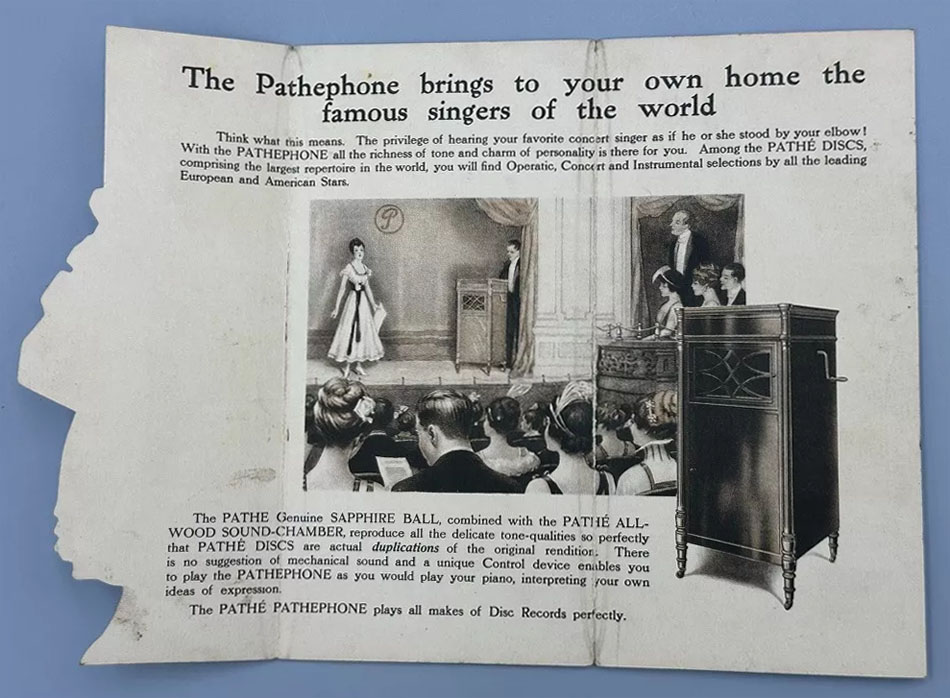 The Pathephone brings to your own home the
famous singers of the world
Think what this means. The privilege of hearing your favorite concert singer as if he or she stood by your elbow!
With the PATHEPHONE all the richness of tone and charm of personality is there for you. Among the PATHÉ DISCS,
comprising the largest repertoire in the world, you will find Operatic, Concert and Instrumental selections by all the leading
European and American Stars.
P
The PATHE Genuine SAPPHIRE BALL, combined with the PATHÉ ALL-
WOOD SOUND-CHAMBER, reproduce all the delicate tone-qualities so perfectly
that PATHÉ DISCS are actual duplications of the original rendition. There
is no suggestion of mechanical sound and a unique Control device enables you
to play the PATHEPHONE as you would play your piano, interpreting your own
ideas of expression.
The PATHÉ PATHEPHONE plays all makes of Disc Records perfectly.